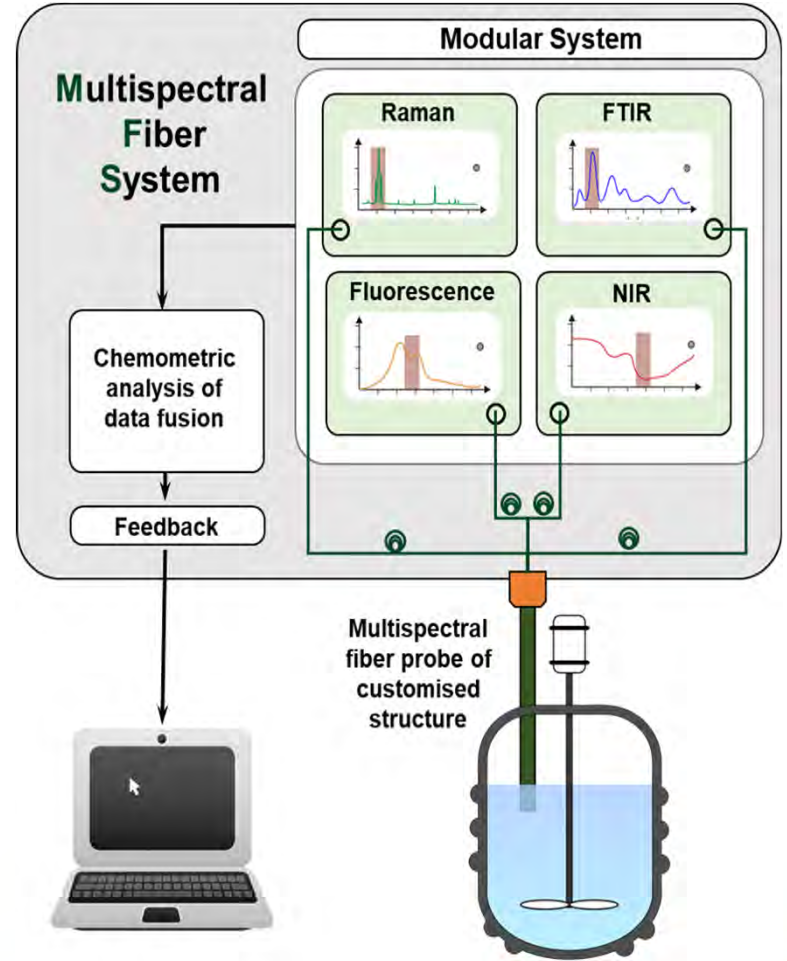 Modular System
Multispectral
Fiber
System
Raman
FTIR
Fluorescence
NIR
Chemometric
analysis of
data fusion
Feedback
Multispectral
fiber probe of
customised
structure